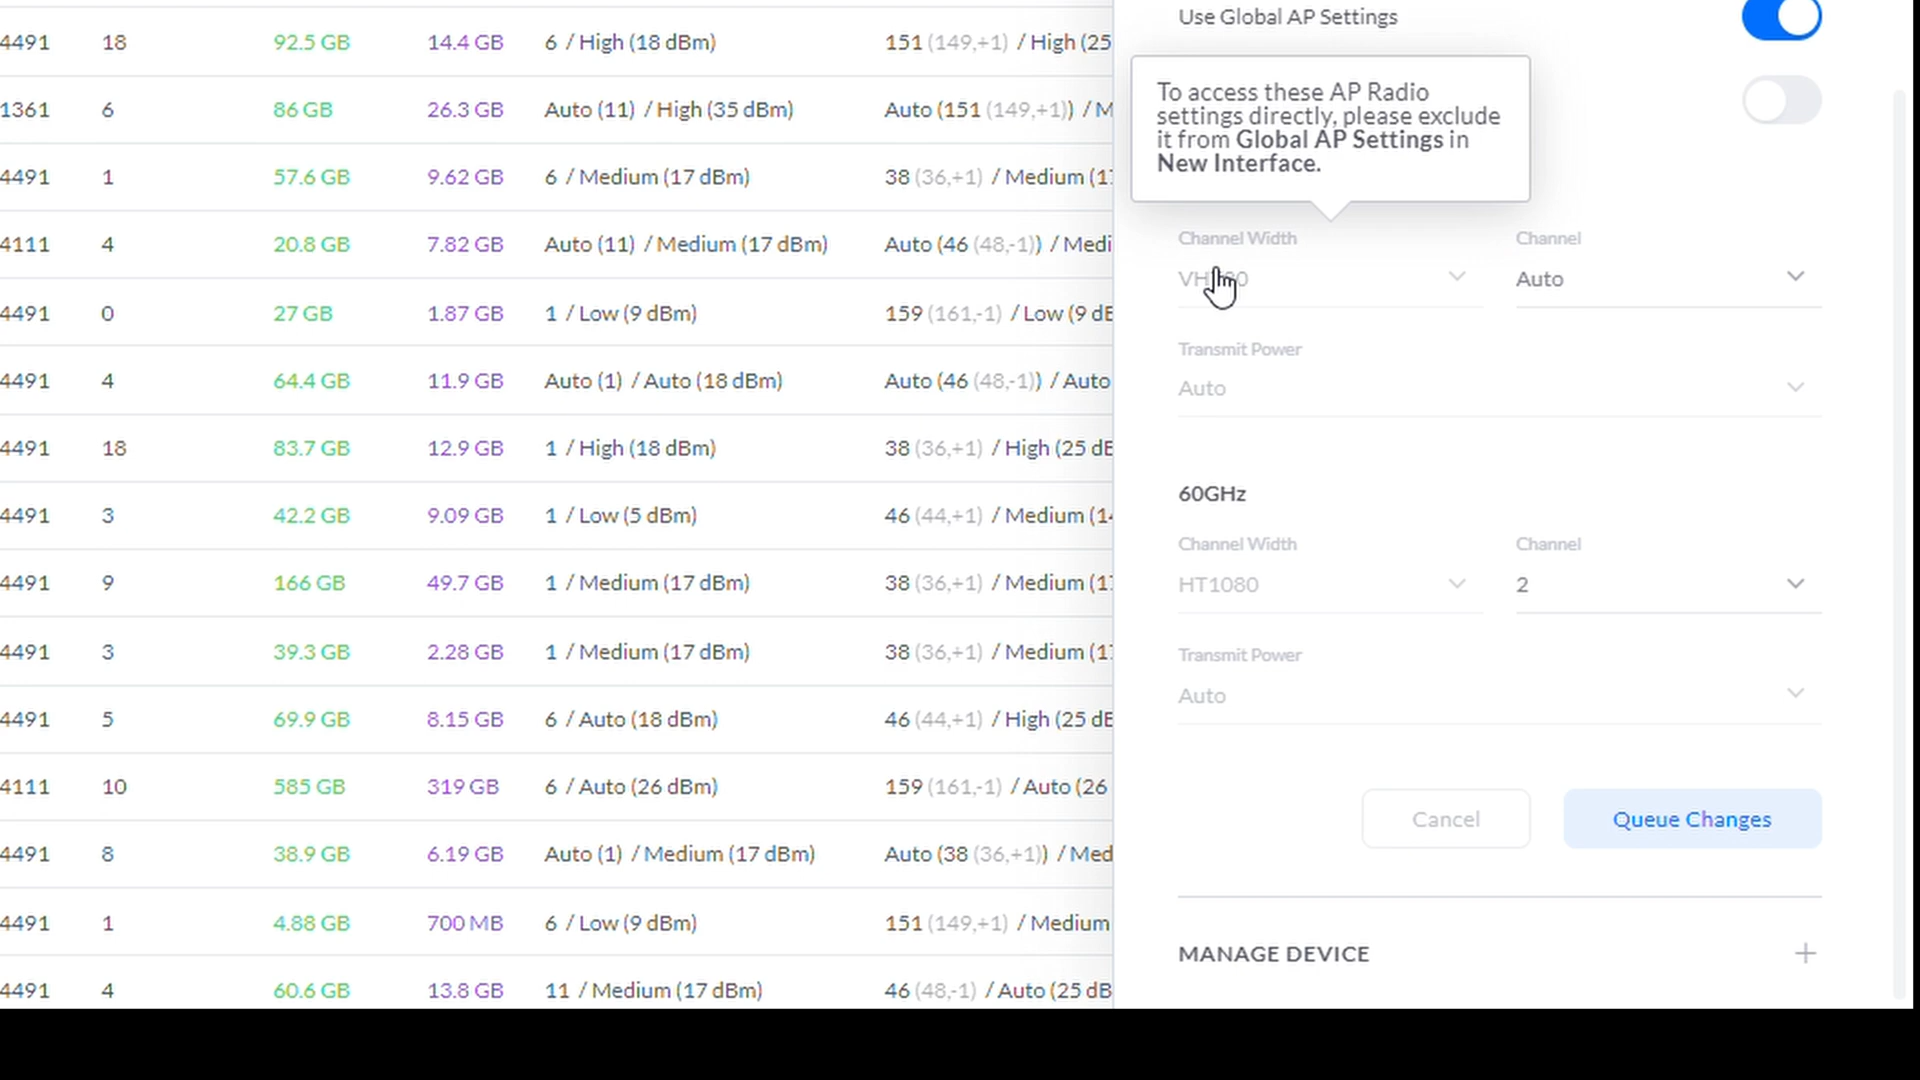 4491 18 92.5 GB 14.4 GB 6 / High (18 dBm) 151 (149,+1) / High (25
1361 6 86 GB 26.3 GB Auto (11) / High (35 dBm) Auto (151 (149,+1)) / M
4491 1 57.6 GB 9.62 GB 6 / Medium (17 dBm) 38 (36,+1) / Medium (17
4111 4 20.8 GB 7.82 GB Auto (11) / Medium (17 dBm) Auto (46 (48,-1)) / Medi
4491 0 27 GB 1.87 GB 1 / Low (9 dBm) 159 (161,-1) / Low (9 dB
4491 4 64.4 GB 11.9 GB Auto (1) / Auto (18 dBm) Auto (46 (48,-1)) / Auto
4491 18 83.7 GB 12.9 GB 1 / High (18 dBm) 38 (36,+1) / High (25 dB
4491 3 42.2 GB 9.09 GB 1 / Low (5 dBm) 46 (44,+1) / Medium (14
4491 9 166 GB 49.7 GB 1 / Medium (17 dBm) 38 (36,+1) / Medium (17
4491 3 39.3 GB 2.28 GB 1 / Medium (17 dBm) 38 (36,+1) / Medium (17
4491 5 69.9 GB 8.15 GB 6 / Auto (18 dBm) 46 (44,+1) / High (25 dB
4111 10 585 GB 319 GB 6 / Auto (26 dBm) 159 (161,-1) / Auto (26
4491 8 38.9 GB 6.19 GB Auto (1) / Medium (17 dBm) Auto (38 (36,+1)) / Med
4491 1 4.88 GB 700 MB 6 / Low (9 dBm) 151 (149,+1) / Medium
4491 4 60.6 GB 13.8 GB 11 / Medium (17 dBm) 46 (48,-1) / Auto (25 dB
Use Global AP Settings
To access these AP Radio
settings directly, please exclude
it from Global AP Settings in
New Interface.
Channel Width Channel
Auto
Transmit Power
Auto
60GHz
Channel Width Channel
HT1080 2
Transmit Power
Auto
Cancel Queue Changes
MANAGE DEVICE